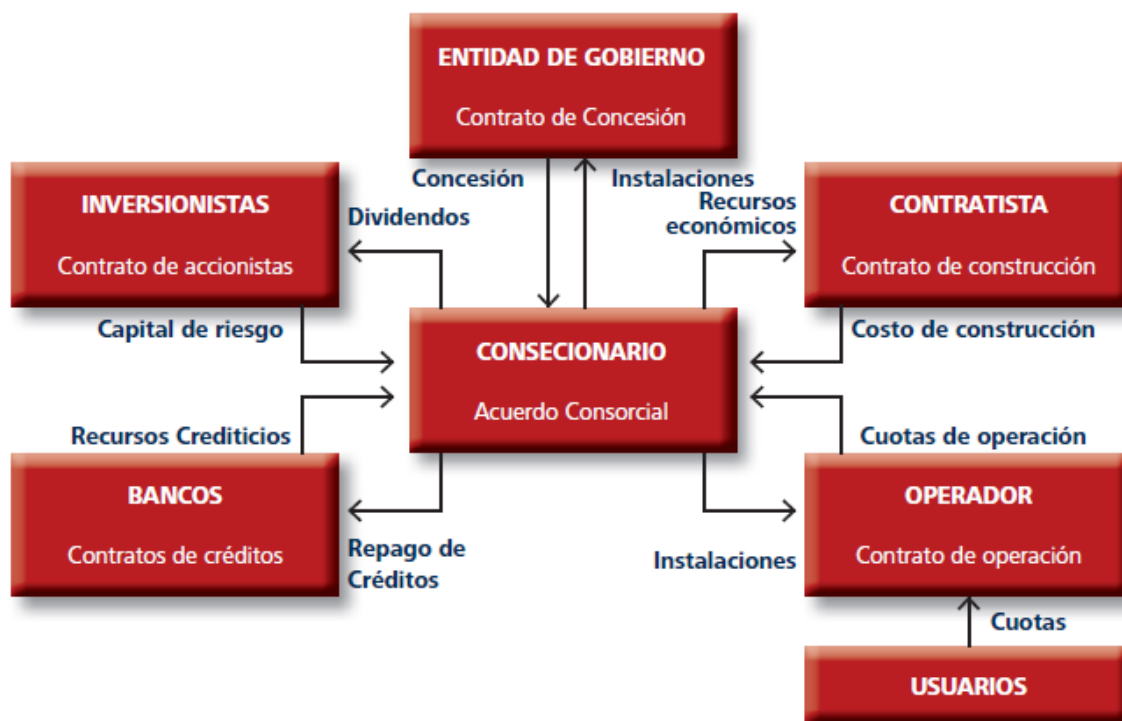 ENTIDAD DE GOBIERNO
Contrato de Concesión
Concesión
Instalaciones
INVERSIONISTAS
Contrato de accionistas
Dividendos
Recursos
económicos
CONTRATISTA
Contrato de construcción
Capital de riesgo
Costo de construcción
CONSECIONARIO
Acuerdo Consorcial
Recursos Crediticios
Cuotas de operación
BANCOS
Contratos de créditos
Repago de
Créditos
Instalaciones
OPERADOR
Contrato de operación
Cuotas
USUARIOS